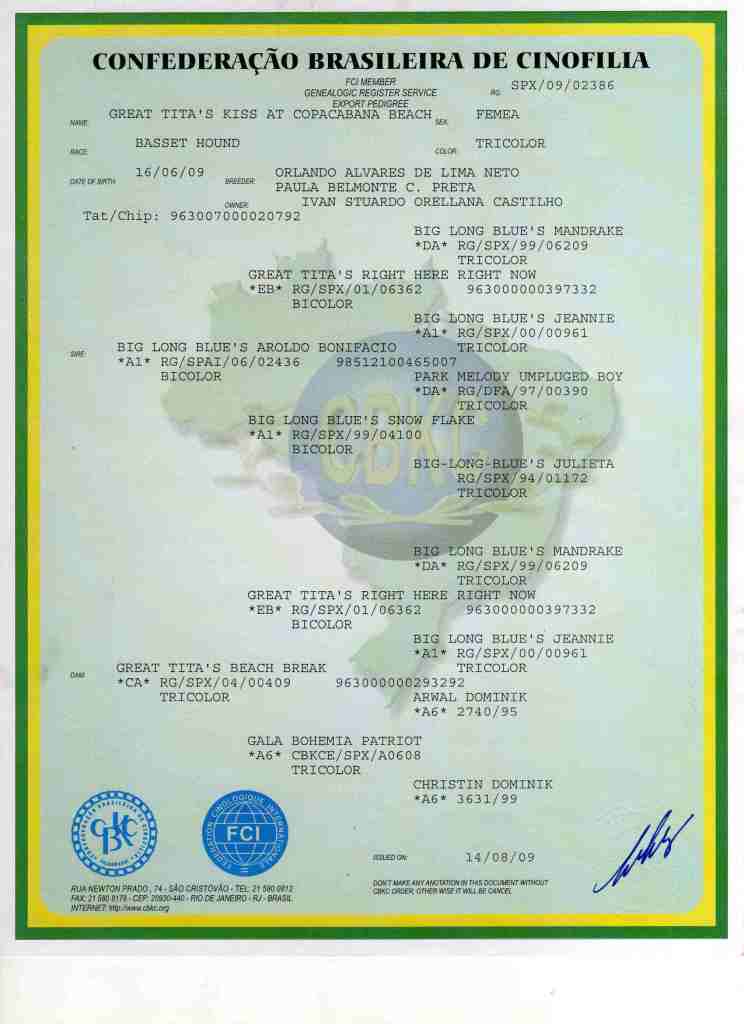 CONFEDERAÇÃO BRASILEIRA DE CINOFILIA
FCI MEMBER
GENEALOGIC REGISTER SERVICE
EXPORT PEDIGREE
RG: SPX/09/02386
NAME: GREAT TITA'S KISS AT COPACABANA BEACH SEX: FEMEA
RACE: BASSET HOUND COLOR: TRICOLOR
DATE OF BIRTH: 16/06/09 BREEDER: ORLANDO ALVARES DE LIMA NETO
PAULA BELMONTE C. PRETA
OWNER: IVAN STUARDO ORELLANA CASTILHO
Tat/Chip: 963007000020792
BIG LONG BLUE'S MANDRAKE
*DA* RG/SPX/99/06209
TRICOLOR
GREAT TITA'S RIGHT HERE RIGHT NOW
*EB* RG/SPX/01/06362 963000000397332
BICOLOR
BIG LONG BLUE'S JEANNIE
*A1* RG/SPX/00/00961
TRICOLOR
SIRE: BIG LONG BLUE'S AROLDO BONIFACIO
*A1* RG/SPAI/06/02436 98512100465007
BICOLOR
PARK MELODY UMPLUGED BOY
*DA* RG/DFA/97/00390
TRICOLOR
BIG LONG BLUE'S SNOW FLAKE
*A1* RG/SPX/99/04100
BICOLOR
CBKC
BIG-LONG-BLUE'S JULIETA
RG/SPX/94/01172
TRICOLOR
BIG LONG BLUE'S MANDRAKE
*DA* RG/SPX/99/06209
TRICOLOR
GREAT TITA'S RIGHT HERE RIGHT NOW
*EB* RG/SPX/01/06362 963000000397332
BICOLOR
BIG LONG BLUE'S JEANNIE
*A1* RG/SPX/00/00961
TRICOLOR
DAM: GREAT TITA'S BEACH BREAK
*CA* RG/SPX/04/00409 963000000293292
TRICOLOR
ARWAL DOMINIK
*A6* 2740/95
GALA BOHEMIA PATRIOT
*A6* CBKCE/SPX/A0608
TRICOLOR
CHRISTIN DOMINIK
*A6* 3631/99
CONFEDERAÇÃO BRASILEIRA DE CINOFILIA
CBKC
FEDERATION CYNOLOGIQUE INTERNATIONALE
FCI
ISSUED ON: 14/08/09
RUA NEWTON PRADO , 74 - SÃO CRISTOVÃO - TEL: 21 580 0812
FAX: 21 580 8178 - CEP: 20930-440 - RIO DE JANEIRO - RJ - BRASIL
INTERNET: http://www.cbkc.org
DON'T MAKE ANY ANOTATION IN THIS DOCUMENT WITHOUT
CBKC ORDER, OTHER WISE IT WILL BE CANCEL